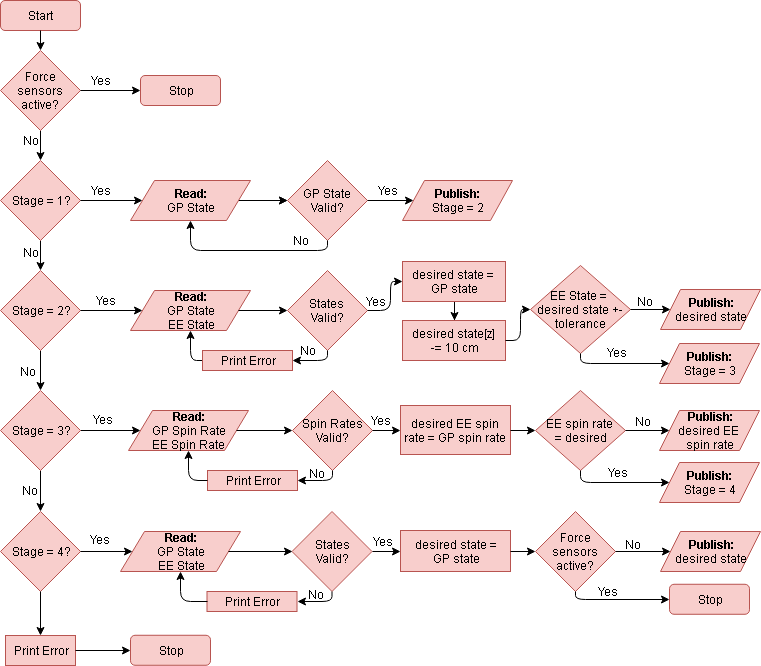 Start
Force
sensors
active?
Yes
Stop
No
Stage = 1?
Yes
Read:
GP State
GP State
Valid?
Yes
Publish:
Stage = 2
No
No
Stage = 2?
Yes
Read:
GP State
EE State
States
Valid?
Yes
desired state =
GP state
desired state[z]
-= 10 cm
EE State =
desired state +-
tolerance
No
Publish:
desired state
Yes
Publish:
Stage = 3
No
Print Error
No
Stage = 3?
Yes
Read:
GP Spin Rate
EE Spin Rate
Spin Rates
Valid?
Yes
desired EE spin
rate = GP spin rate
EE spin rate
= desired
No
Publish:
desired EE
spin rate
Yes
Publish:
Stage = 4
No
Print Error
No
Stage = 4?
Yes
Read:
GP State
EE State
States
Valid?
Yes
desired state =
GP state
Force
sensors
active?
No
Publish:
desired state
Yes
Stop
No
Print Error
Print Error
Stop